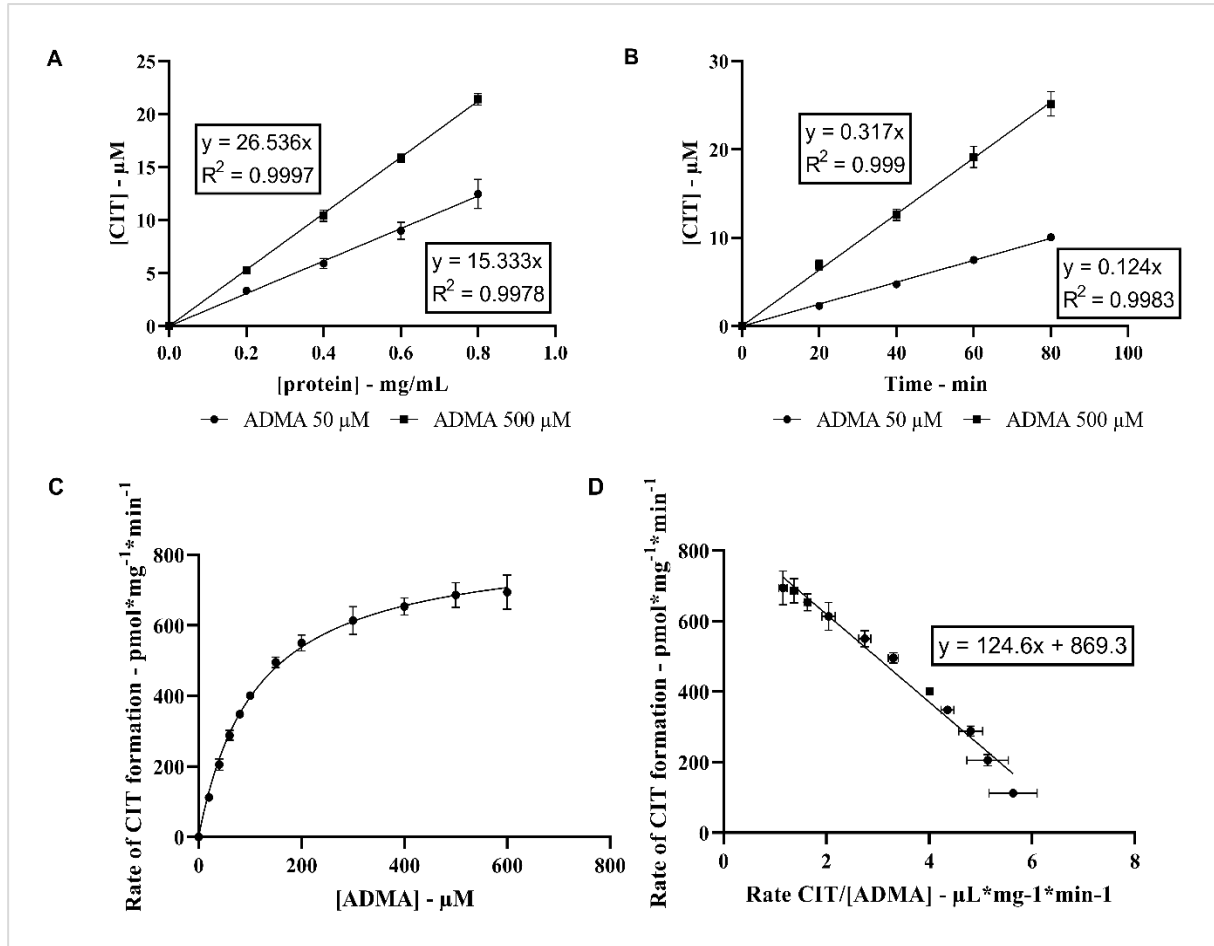 A
[CIT] - µM
25
20
15
10
5
0
0.0 0.2 0.4 0.6 0.8 1.0
[protein] - mg/mL
y = 26.536x
R² = 0.9997
y = 15.333x
R² = 0.9978
ADMA 50 µM ADMA 500 µM
B
[CIT] - µM
30
20
10
0
0 20 40 60 80 100
Time - min
y = 0.317x
R² = 0.999
y = 0.124x
R² = 0.9983
ADMA 50 µM ADMA 500 µM
C
Rate of CIT formation - pmol*mg⁻¹*min⁻¹
800
600
400
200
0
0 200 400 600 800
[ADMA] - µM
D
Rate of CIT formation - pmol*mg⁻¹*min⁻¹
800
600
400
200
0
0 2 4 6 8
Rate CIT/[ADMA] - µL*mg-1*min-1
y = 124.6x + 869.3